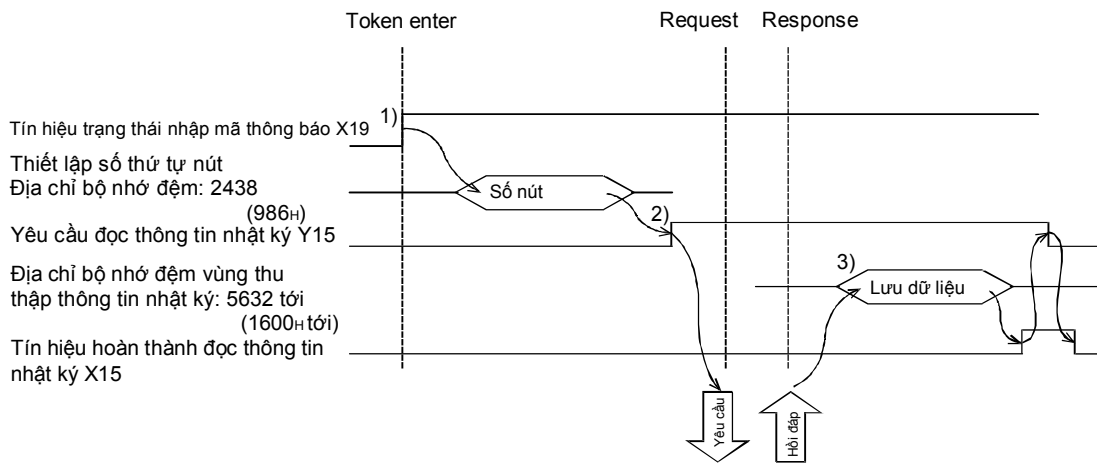 Token enter
Request
Response
1)
Tín hiệu trạng thái nhập mã thông báo X19
Thiết lập số thứ tự nút
Địa chỉ bộ nhớ đệm: 2438
(986H)
Số nút
2)
Yêu cầu đọc thông tin nhật ký Y15
Địa chỉ bộ nhớ đệm vùng thu
thập thông tin nhật ký: 5632 tới
(1600H tới)
3)
Lưu dữ liệu
Tín hiệu hoàn thành đọc thông tin
nhật ký X15
Yêu cầu
Hồi đáp